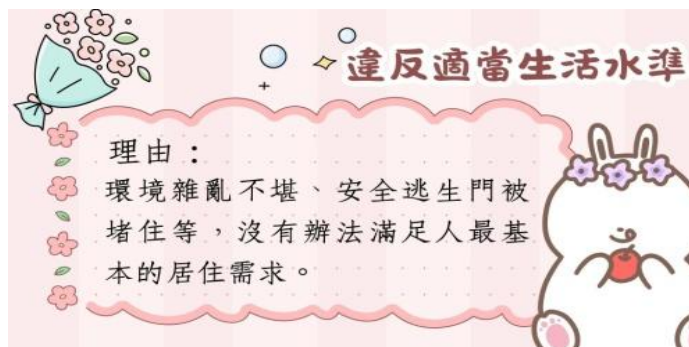 違反適當生活水準
理由：
環境雜亂不堪、安全逃生門被
堵住等，沒有辦法滿足人最基
本的居住需求。